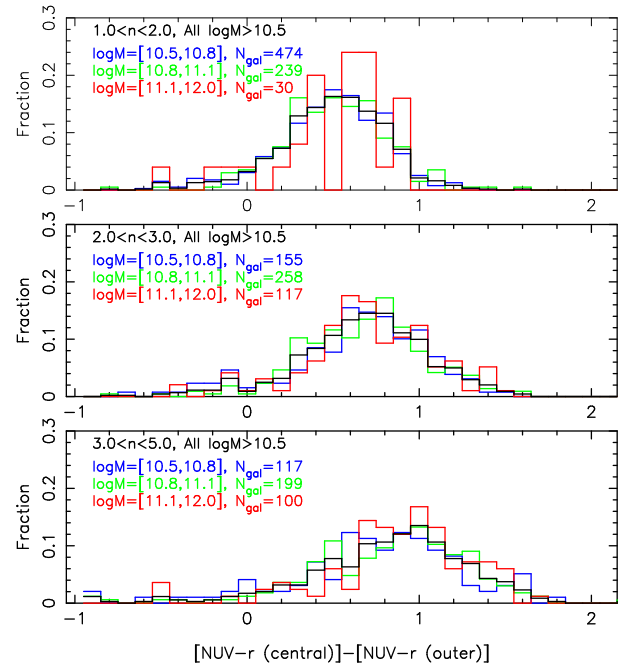 0.3
1.0<n<2.0, All logM>10.5
logM=[10.5,10.8], Ngal=474
logM=[10.8,11.1], Ngal=239
logM=[11.1,12.0], Ngal=30
0.2
Fraction
0.1
0
−1 0 1 2
0.3
2.0<n<3.0, All logM>10.5
logM=[10.5,10.8], Ngal=155
logM=[10.8,11.1], Ngal=258
logM=[11.1,12.0], Ngal=117
0.2
Fraction
0.1
0
−1 0 1 2
0.3
3.0<n<5.0, All logM>10.5
logM=[10.5,10.8], Ngal=117
logM=[10.8,11.1], Ngal=199
logM=[11.1,12.0], Ngal=100
0.2
Fraction
0.1
0
−1 0 1 2
[NUV−r (central)]−[NUV−r (outer)]